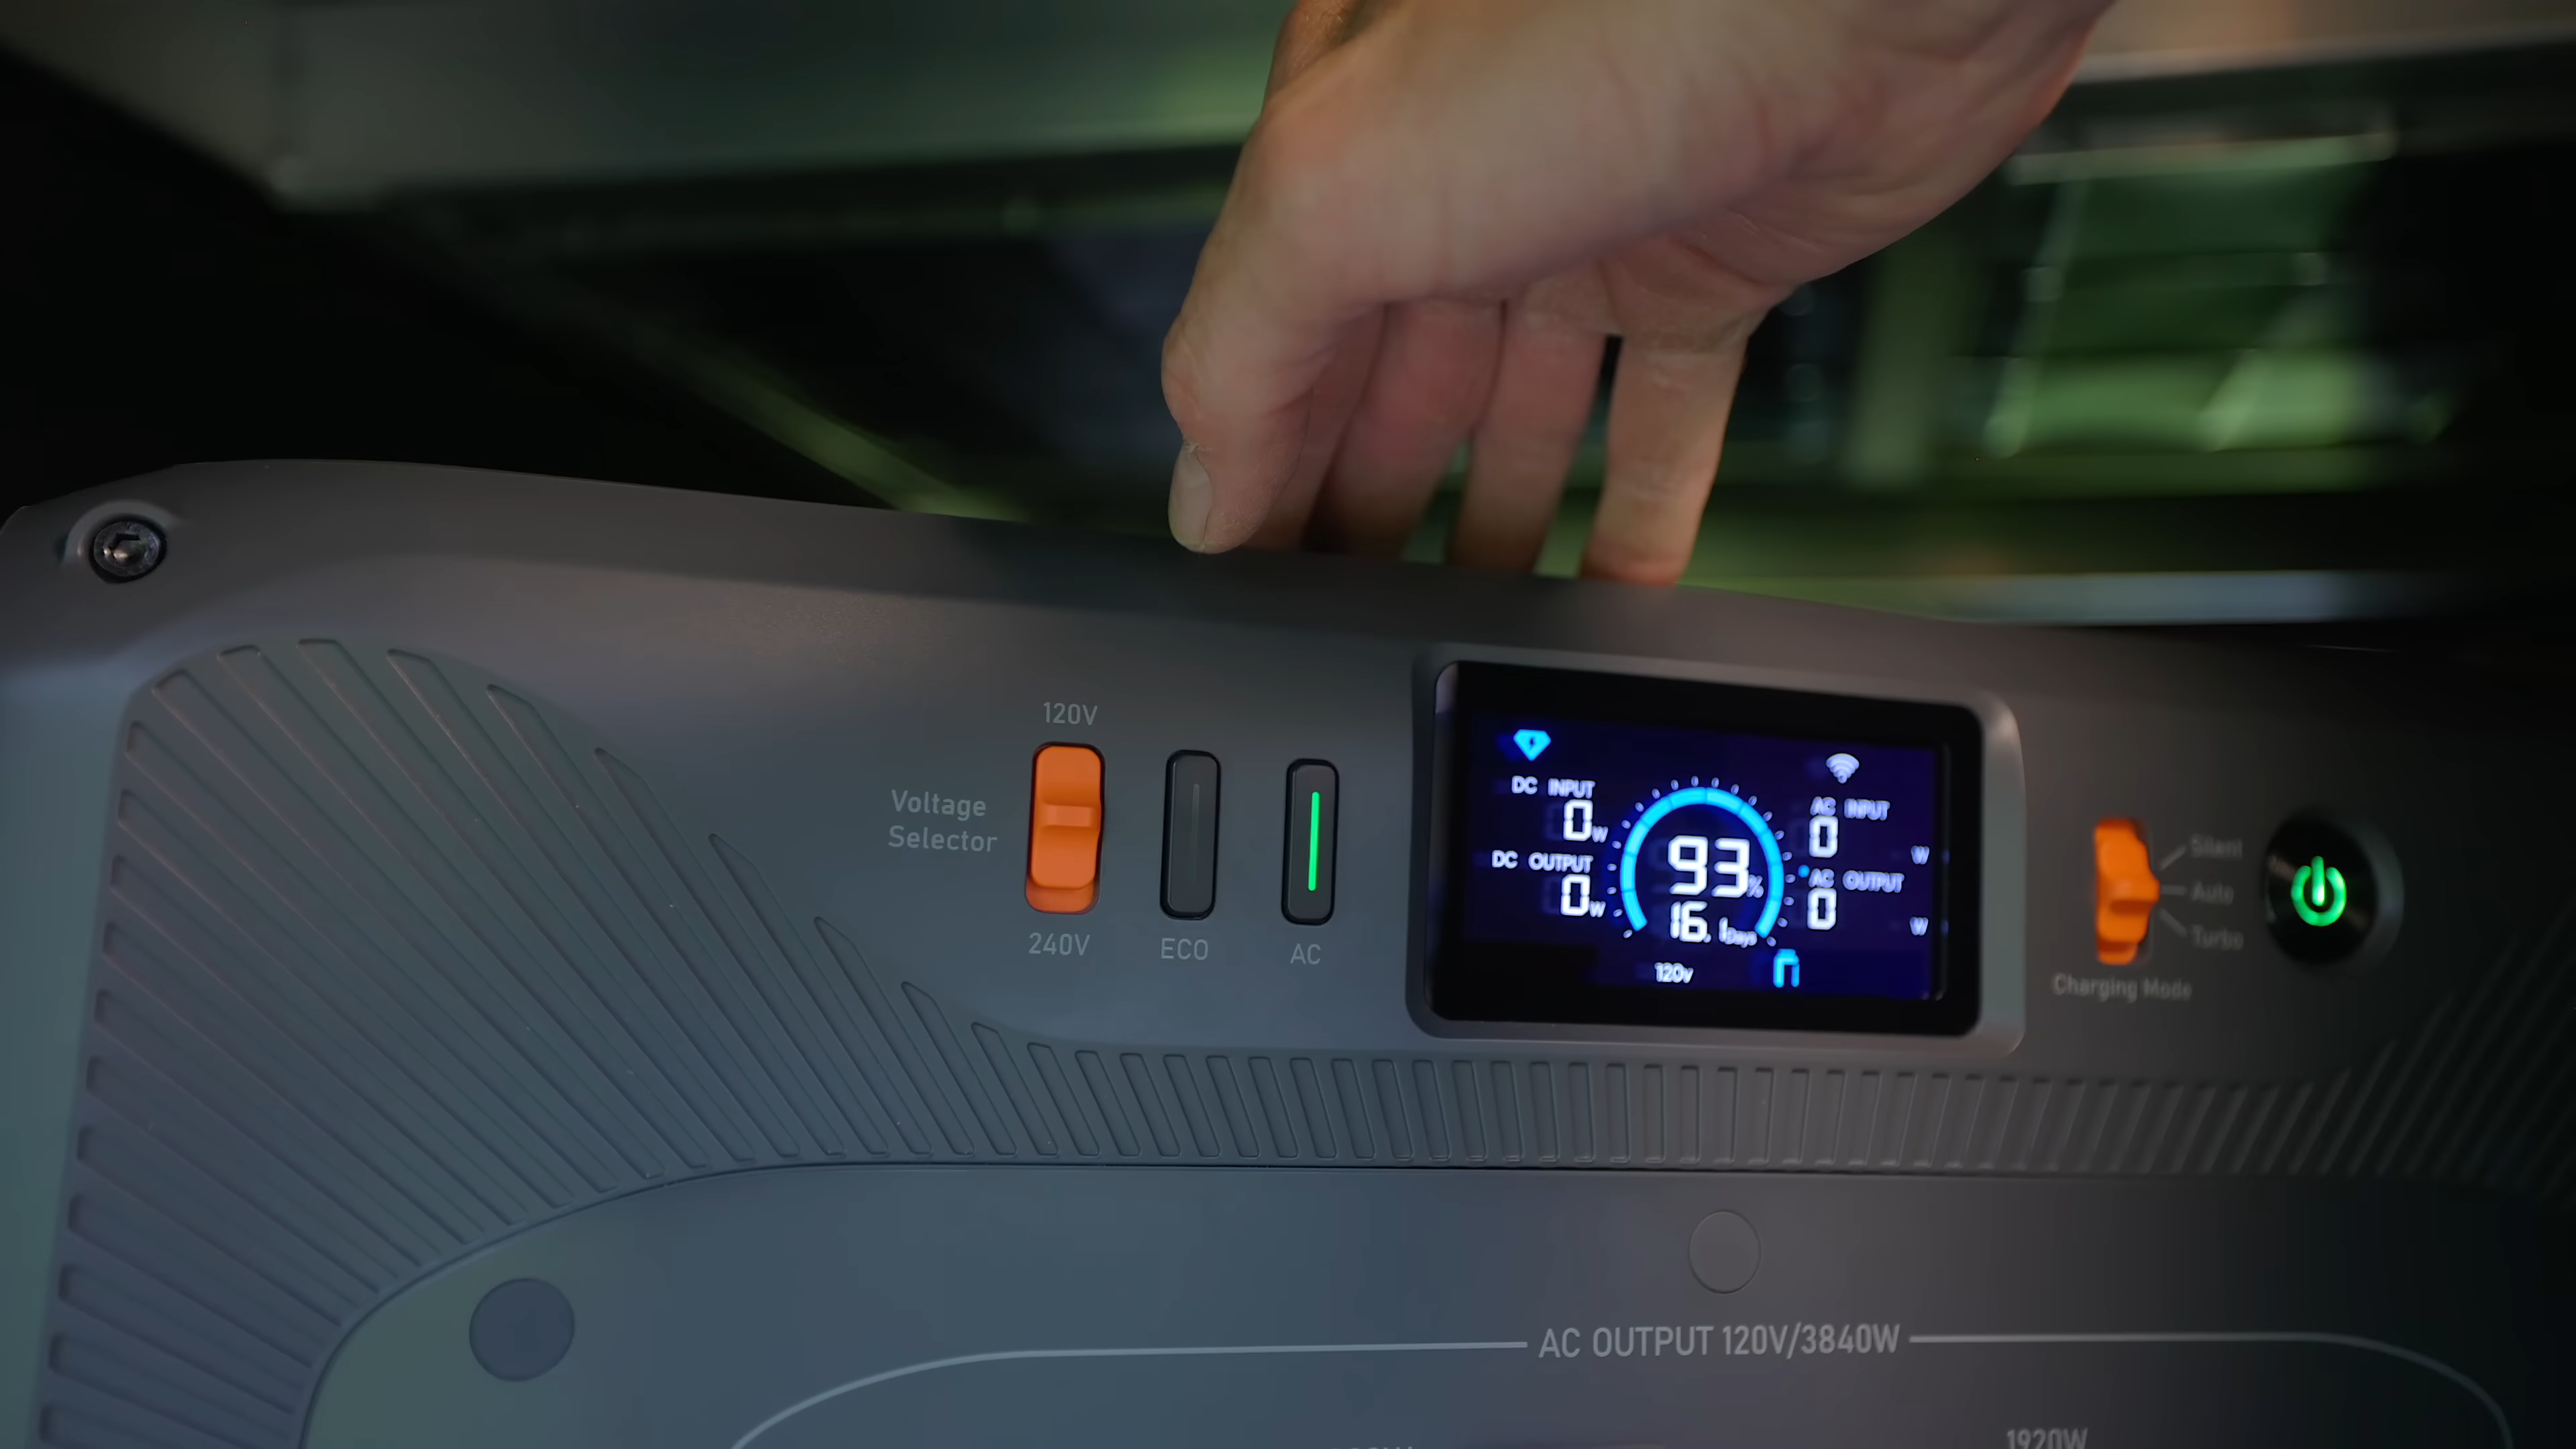 120V
Voltage
Selector
240V
ECO
AC
DC INPUT
0W
DC OUTPUT
0W
93%
16.1Days
120v
AC INPUT
0 W
AC OUTPUT
0 W
Silent
Auto
Turbo
Charging Mode
AC OUTPUT 120V/3840W
1920W